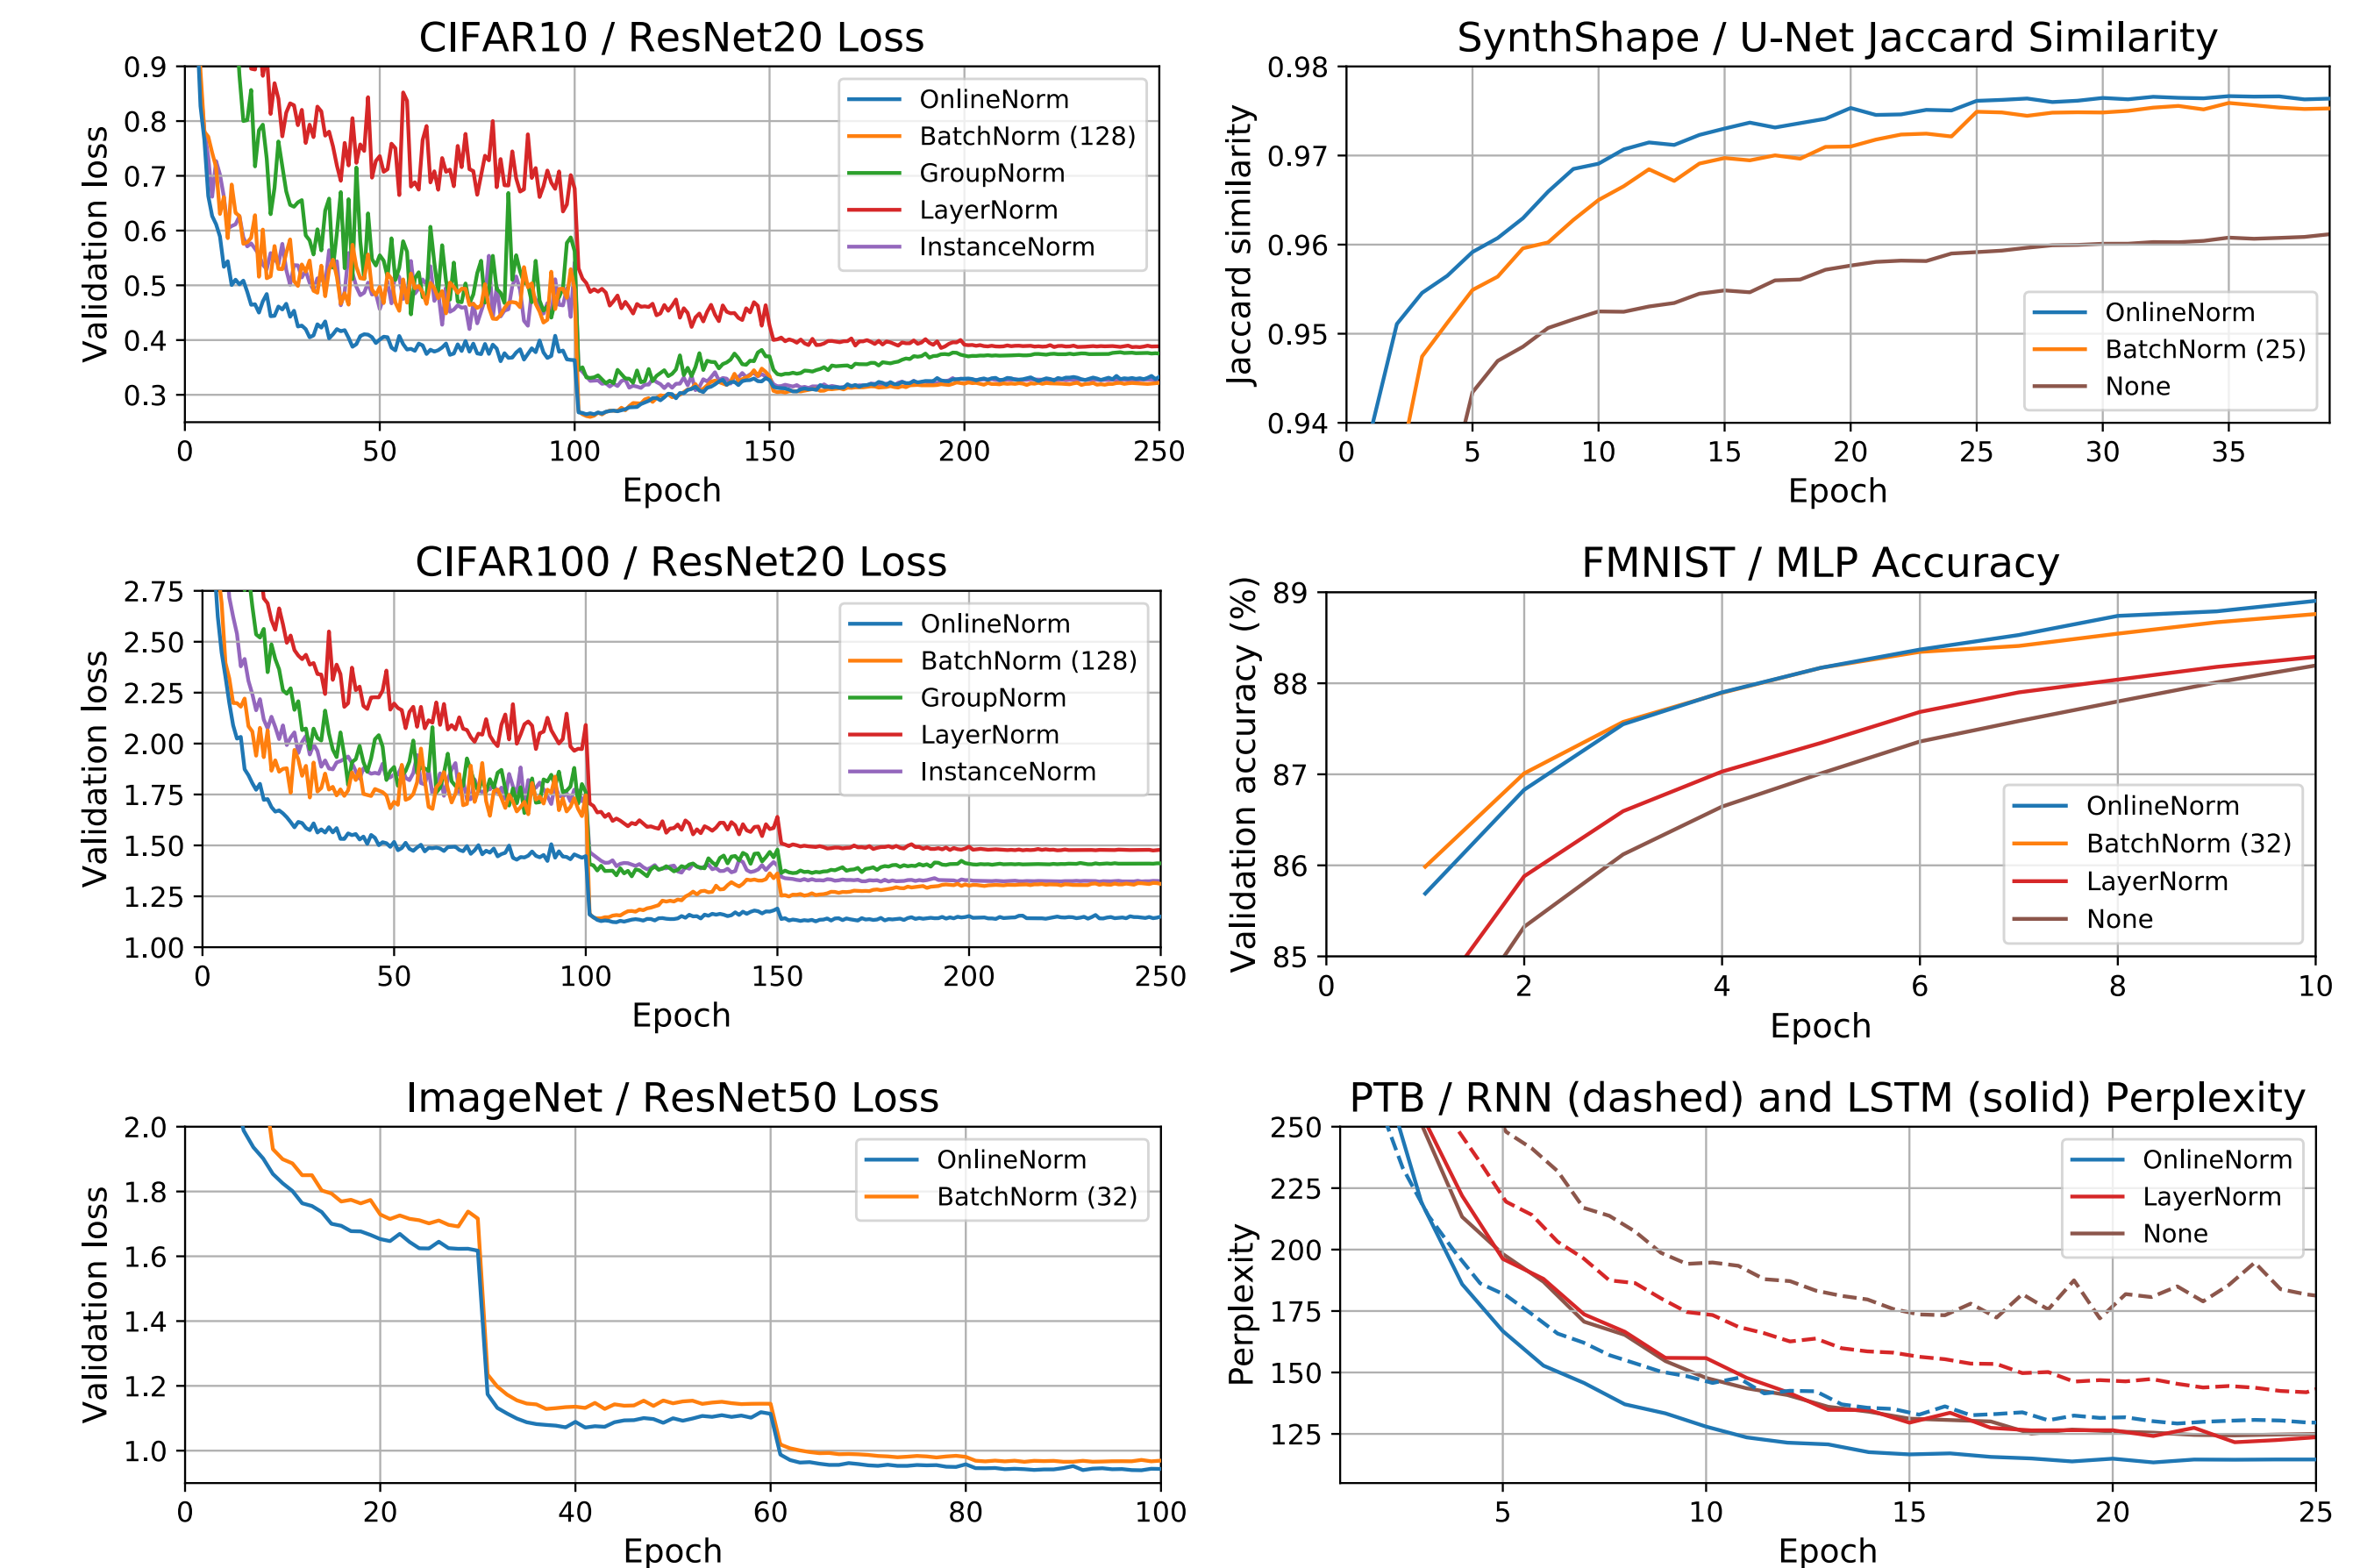 CIFAR10 / ResNet20 Loss
Validation loss
0.9
0.8
0.7
0.6
0.5
0.4
0.3
OnlineNorm
BatchNorm (128)
GroupNorm
LayerNorm
InstanceNorm
0 50 100 150 200 250
Epoch
SynthShape / U-Net Jaccard Similarity
Jaccard similarity
0.98
0.97
0.96
0.95
0.94
OnlineNorm
BatchNorm (25)
None
0 5 10 15 20 25 30 35
Epoch
CIFAR100 / ResNet20 Loss
Validation loss
2.75
2.50
2.25
2.00
1.75
1.50
1.25
1.00
OnlineNorm
BatchNorm (128)
GroupNorm
LayerNorm
InstanceNorm
0 50 100 150 200 250
Epoch
FMNIST / MLP Accuracy
Validation accuracy (%)
89
88
87
86
85
OnlineNorm
BatchNorm (32)
LayerNorm
None
0 2 4 6 8 10
Epoch
ImageNet / ResNet50 Loss
Validation loss
2.0
1.8
1.6
1.4
1.2
1.0
OnlineNorm
BatchNorm (32)
0 20 40 60 80 100
Epoch
PTB / RNN (dashed) and LSTM (solid) Perplexity
Perplexity
250
225
200
175
150
125
OnlineNorm
LayerNorm
None
5 10 15 20 25
Epoch